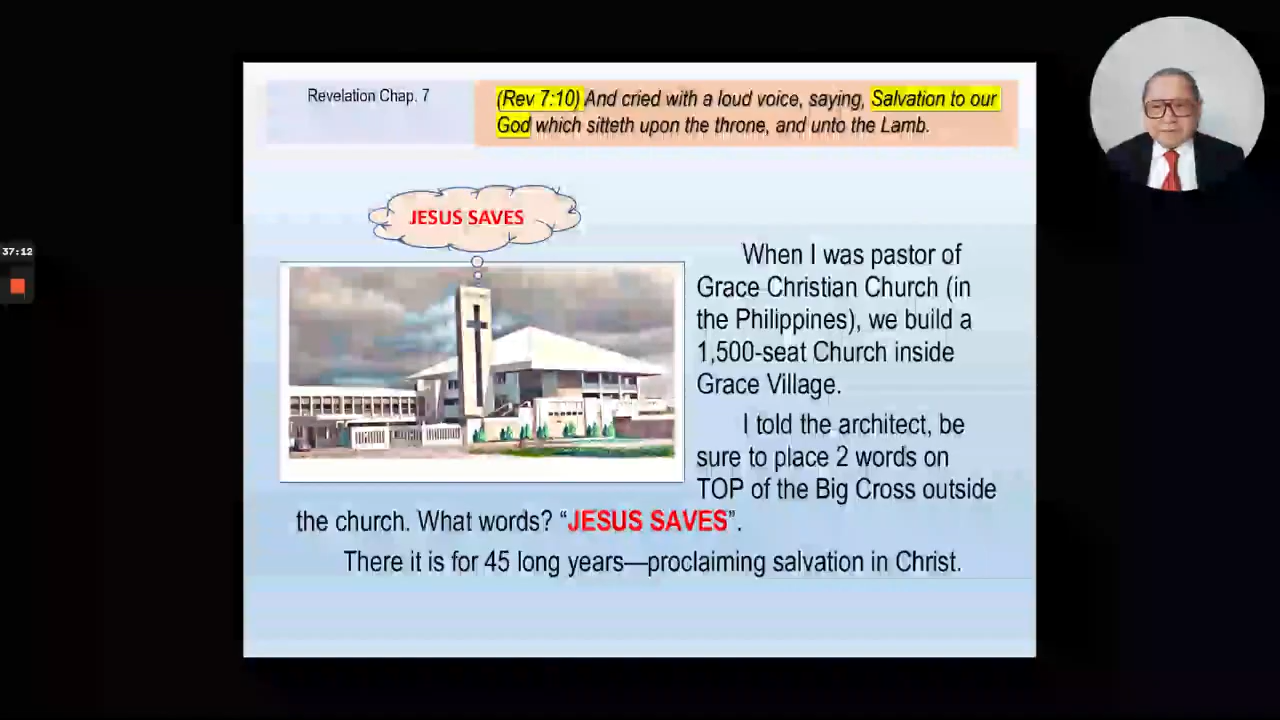 Revelation Chap. 7
(Rev 7:10) And cried with a loud voice, saying, Salvation to our
God which sitteth upon the throne, and unto the Lamb.
JESUS SAVES
37:12
When I was pastor of
Grace Christian Church (in
the Philippines), we build a
1,500-seat Church inside
Grace Village.
I told the architect, be
sure to place 2 words on
TOP of the Big Cross outside
the church. What words? “JESUS SAVES”.
There it is for 45 long years—proclaiming salvation in Christ.